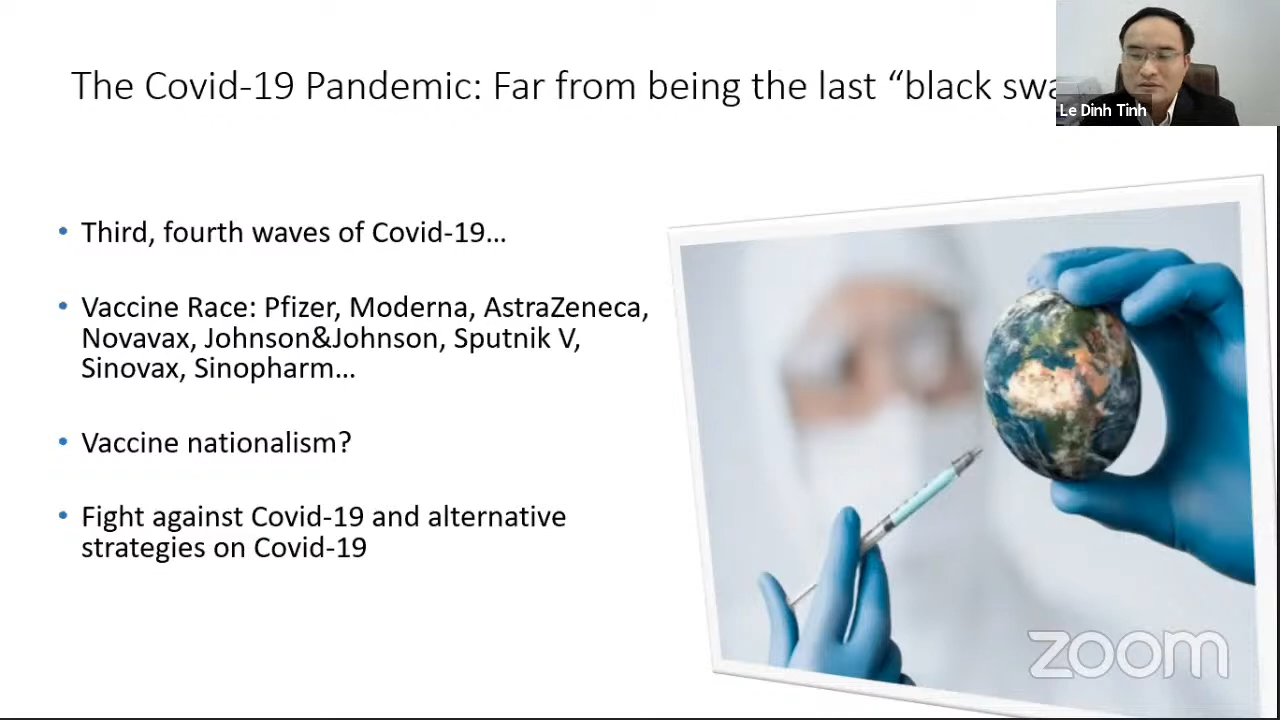 The Covid-19 Pandemic: Far from being the last “black swa
Le Dinh Tinh
• Third, fourth waves of Covid-19...
• Vaccine Race: Pfizer, Moderna, AstraZeneca,
Novavax, Johnson&Johnson, Sputnik V,
Sinovax, Sinopharm...
• Vaccine nationalism?
• Fight against Covid-19 and alternative
strategies on Covid-19
zoom